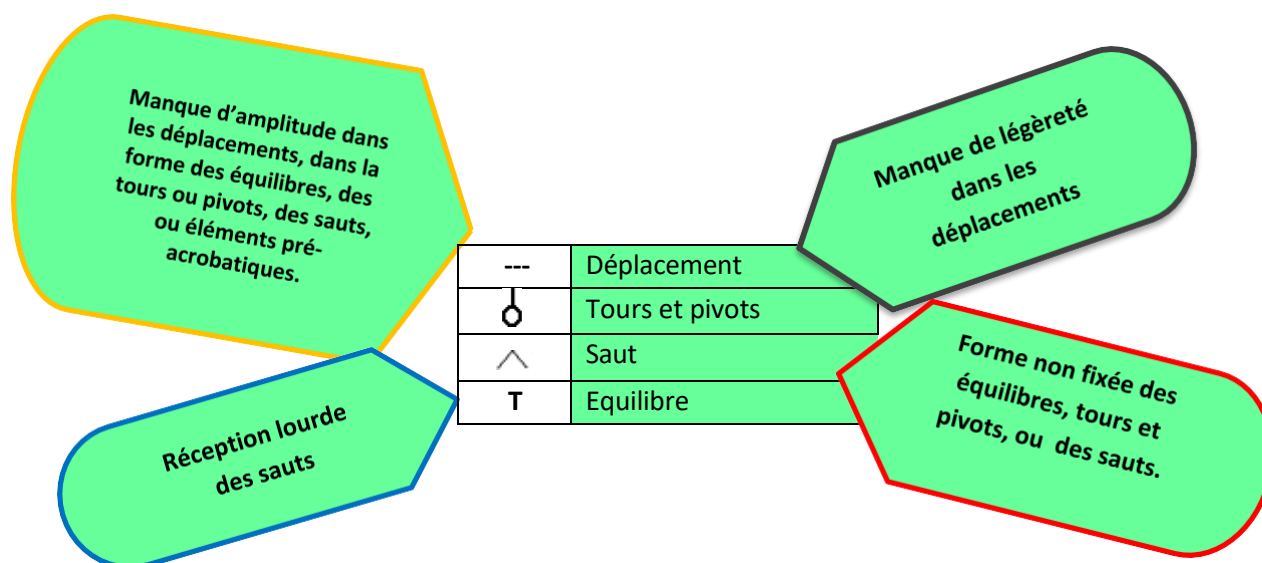 Manque d'amplitude dans
les déplacements, dans la
forme des équilibres, des
tours ou pivots, des sauts,
ou éléments pré-
acrobatiques.
Manque de légèreté
dans les
déplacements
--- Déplacement
Tours et pivots
Saut
T Equilibre
Réception lourde
des sauts
Forme non fixée des
équilibres, tours et
pivots, ou des sauts.